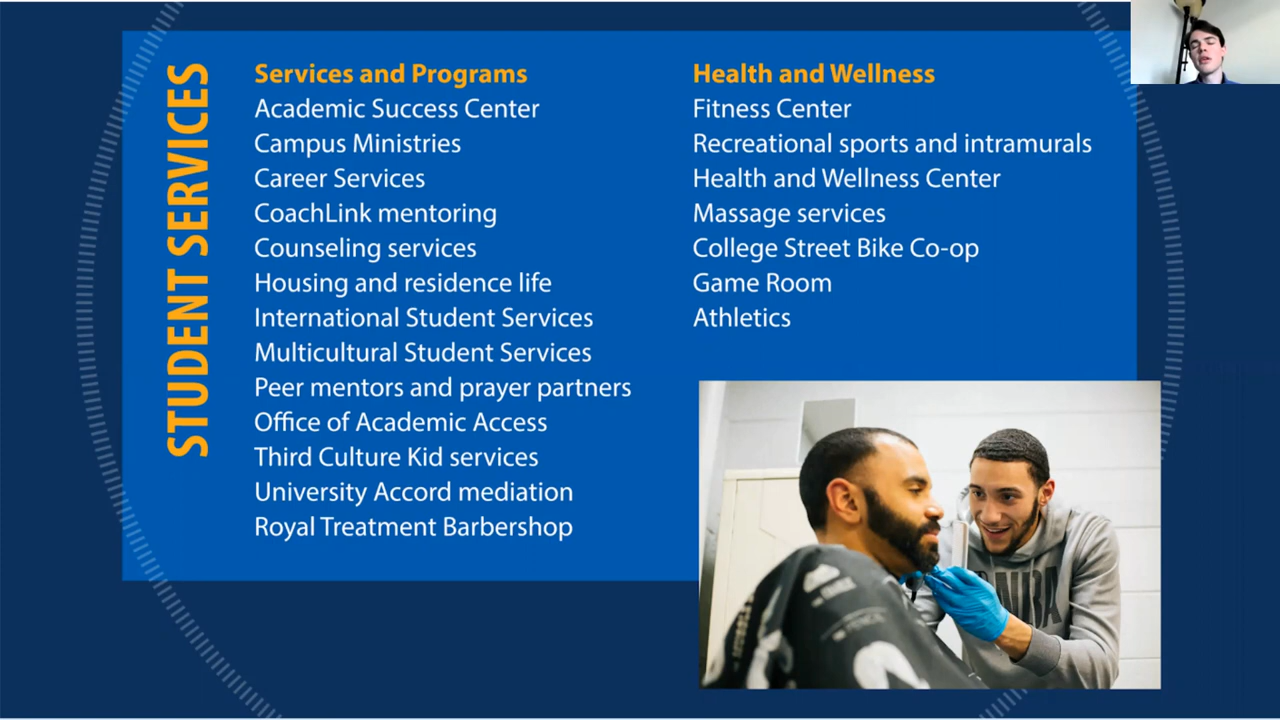 STUDENT SERVICES
Services and Programs
Academic Success Center
Campus Ministries
Career Services
CoachLink mentoring
Counseling services
Housing and residence life
International Student Services
Multicultural Student Services
Peer mentors and prayer partners
Office of Academic Access
Third Culture Kid services
University Accord mediation
Royal Treatment Barbershop
Health and Wellness
Fitness Center
Recreational sports and intramurals
Health and Wellness Center
Massage services
College Street Bike Co-op
Game Room
Athletics
NBA